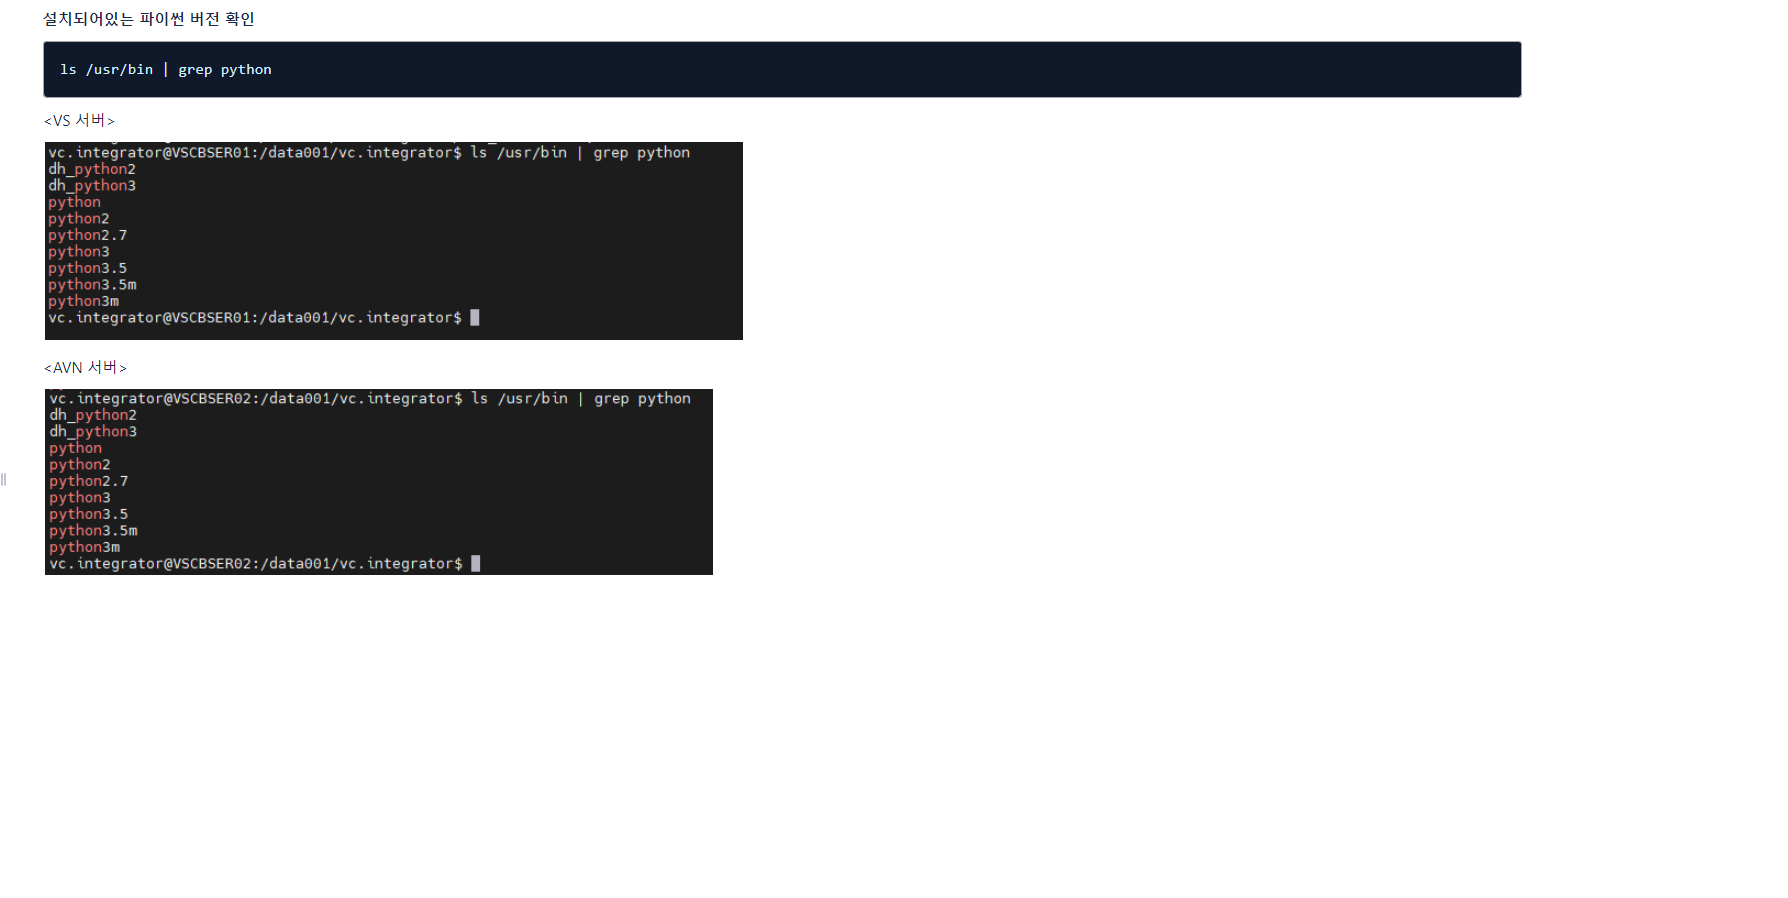 설치되어있는 파이썬 버전 확인
ls /usr/bin | grep python
<VS 서버>
vc.integrator@VSCBSER01:/data001/vc.integrator$ ls /usr/bin | grep python
dh_python2
dh_python3
python
python2
python2.7
python3
python3.5
python3.5m
python3m
vc.integrator@VSCBSER01:/data001/vc.integrator$
<AVN 서버>
vc.integrator@VSCBSER02:/data001/vc.integrator$ ls /usr/bin | grep python
dh_python2
dh_python3
python
python2
python2.7
python3
python3.5
python3.5m
python3m
vc.integrator@VSCBSER02:/data001/vc.integrator$